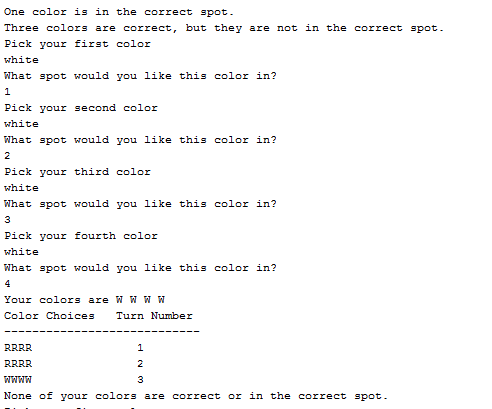 One color is in the correct spot.
Three colors are correct, but they are not in the correct spot.
Pick your first color
white
What spot would you like this color in?
1
Pick your second color
white
What spot would you like this color in?
2
Pick your third color
white
What spot would you like this color in?
3
Pick your fourth color
white
What spot would you like this color in?
4
Your colors are W W W W
Color Choices   Turn Number
----------------------------
RRRR               1
RRRR               2
WWWW               3
None of your colors are correct or in the correct spot.